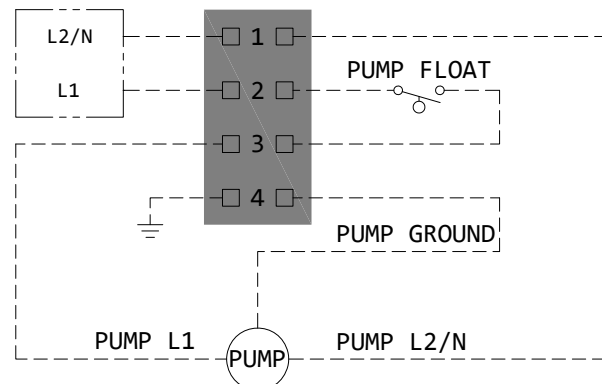 L2/N
1
PUMP FLOAT
L1
2
3
4
PUMP GROUND
PUMP L1
PUMP
PUMP L2/N